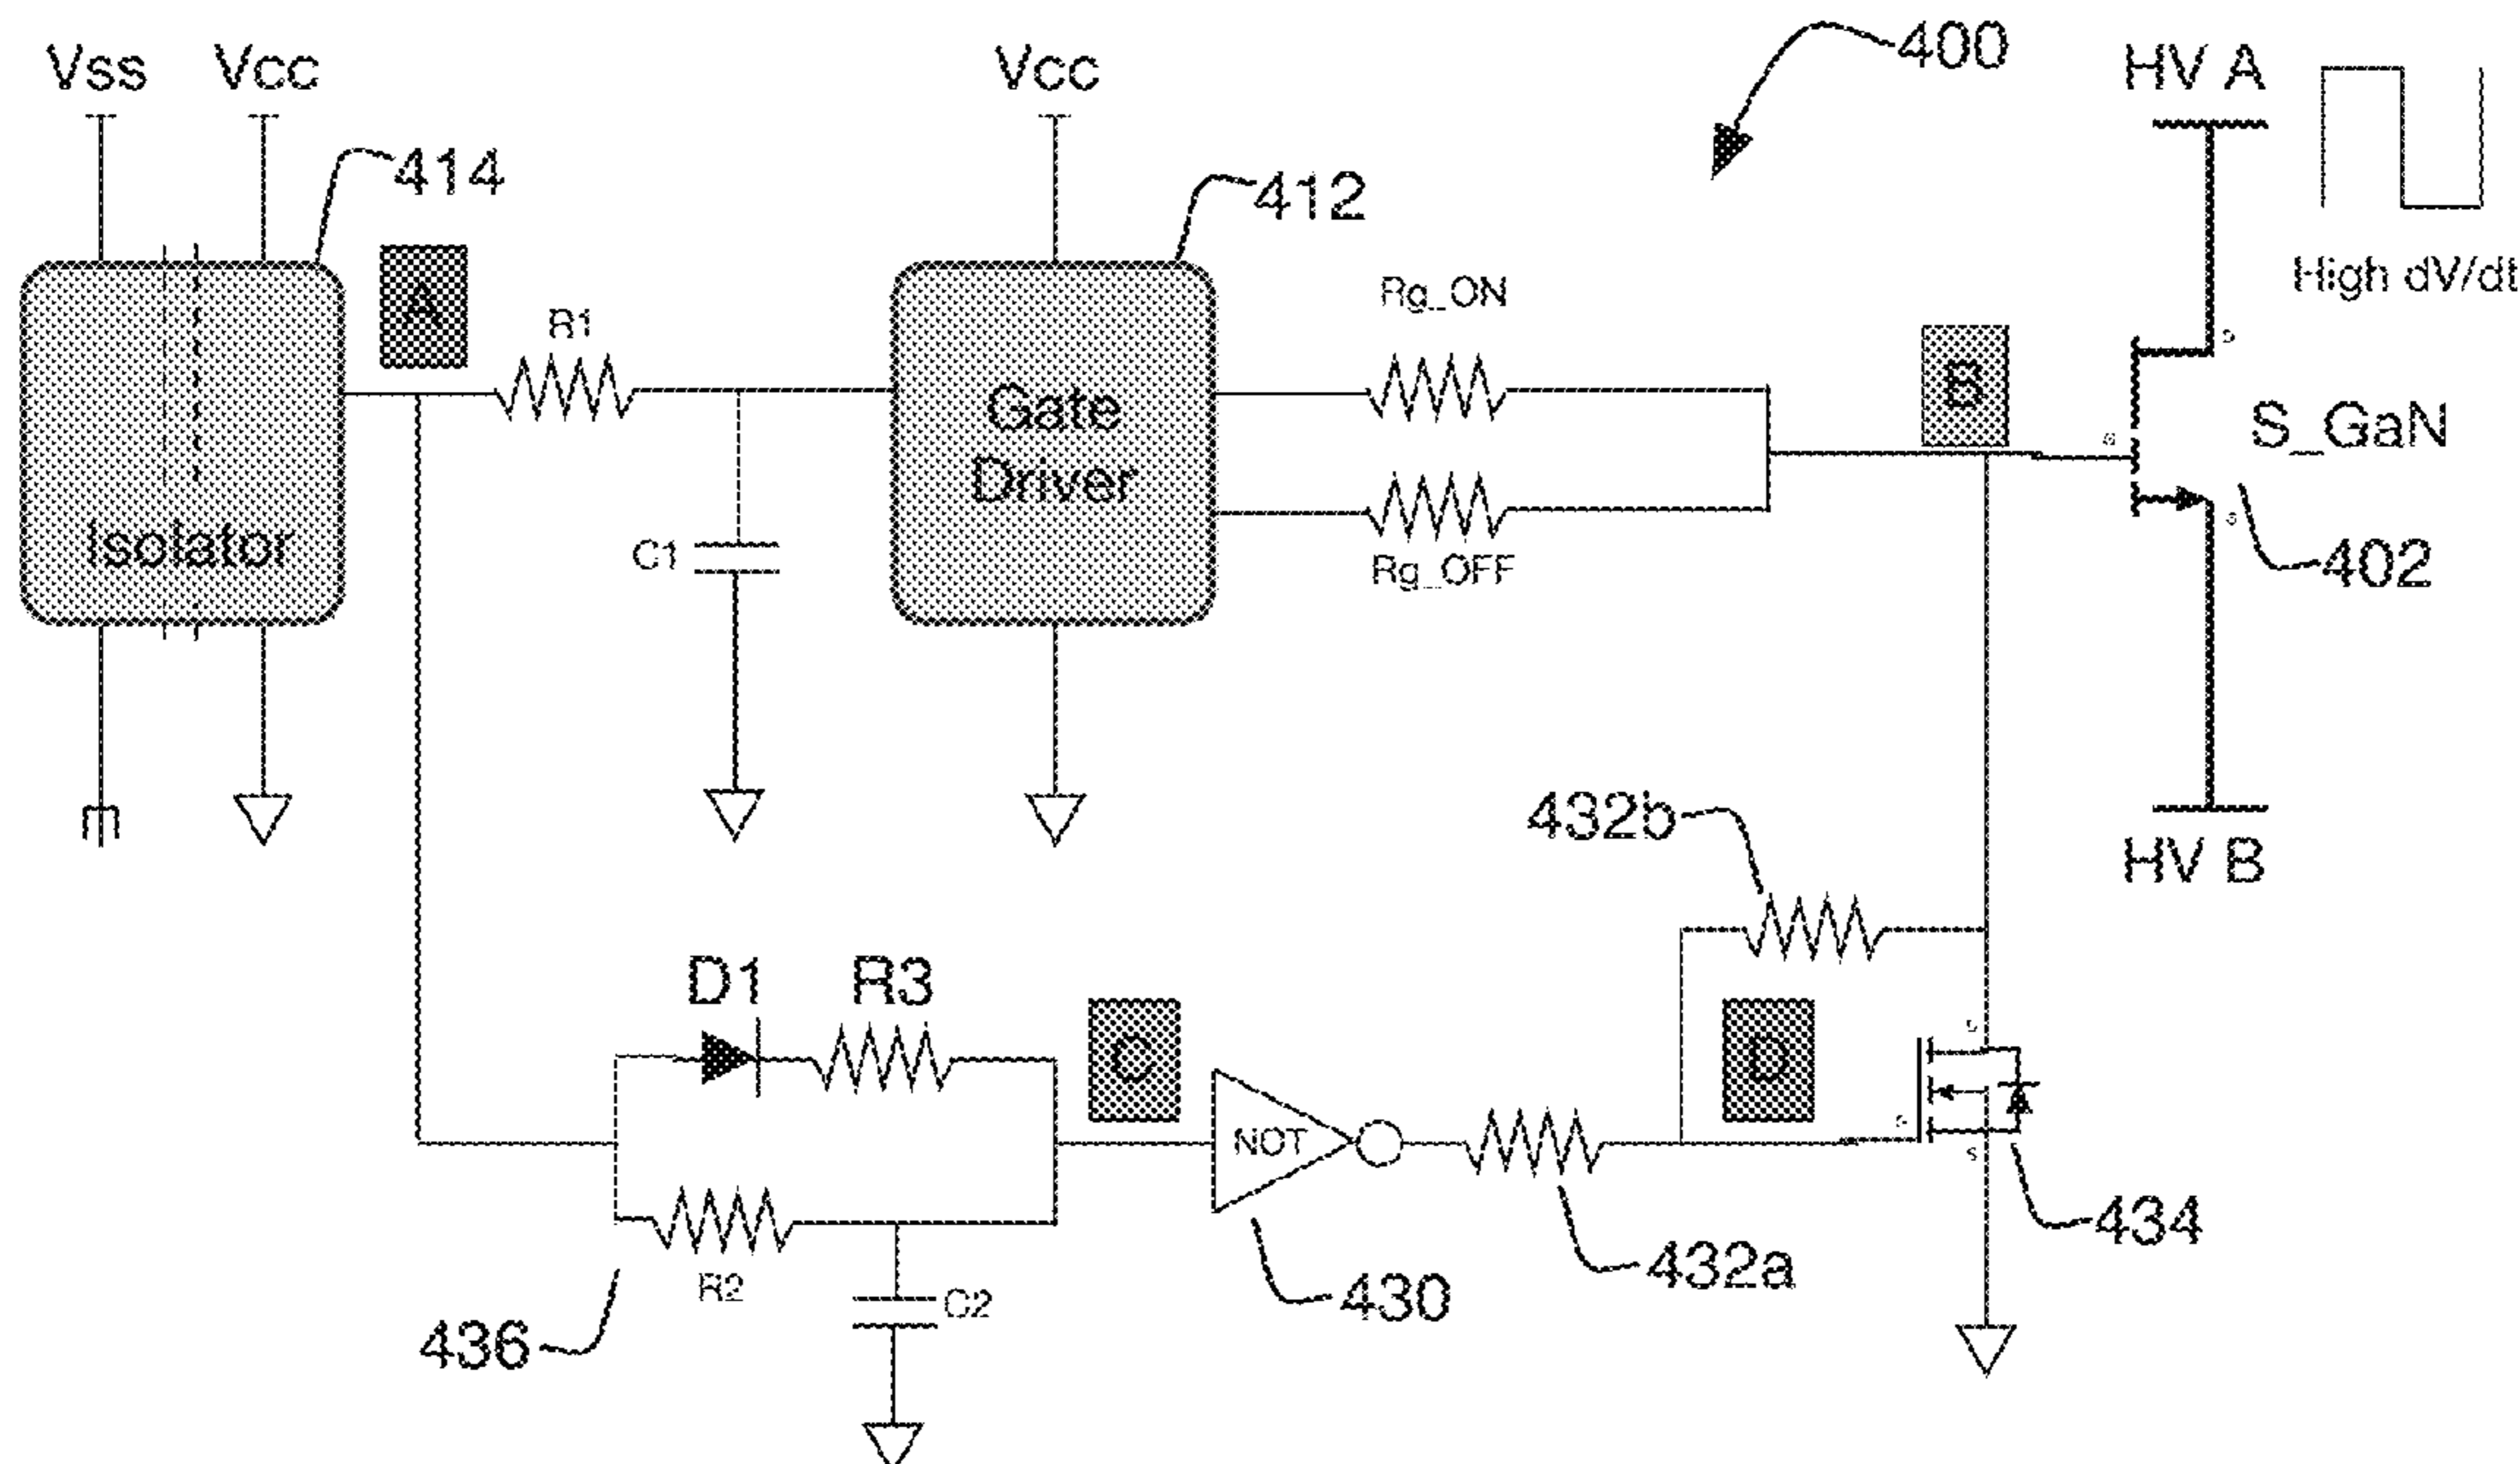 Vss
Vcc
Vcc
400
HV A
414
412
High dV/dt
A
R1
Rg_ON
B
S_GaN
Gate
Driver
Isolator
C1
Rg_OFF
402
432b
HV B
D1
R3
C
D
NOT
434
432a
430
R2
C2
436